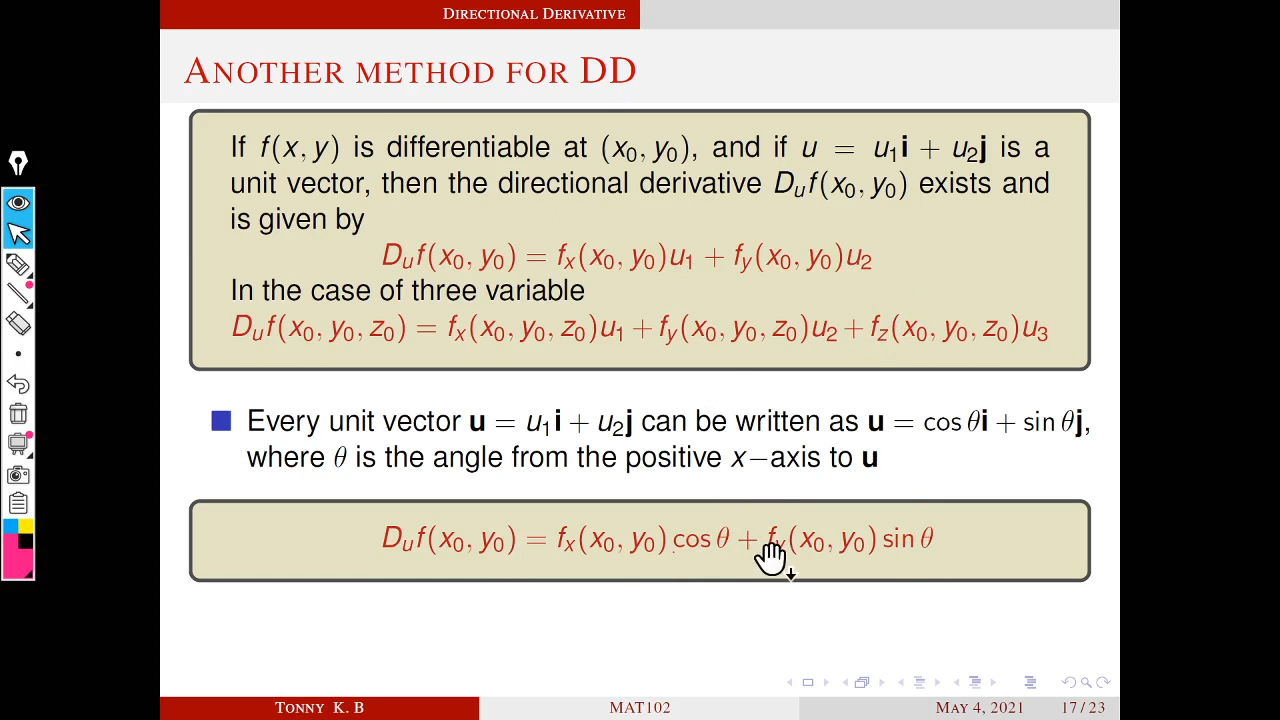 DIRECTIONAL DERIVATIVE
ANOTHER METHOD FOR DD
If f(x, y) is differentiable at (x₀, y₀), and if u = u₁i + u₂j is a
unit vector, then the directional derivative Dᵤf(x₀, y₀) exists and
is given by
Dᵤf(x₀, y₀) = fₓ(x₀, y₀)u₁ + f_y(x₀, y₀)u₂
In the case of three variable
Dᵤf(x₀, y₀, z₀) = fₓ(x₀, y₀, z₀)u₁ + f_y(x₀, y₀, z₀)u₂ + f_z(x₀, y₀, z₀)u₃
Every unit vector u = u₁i + u₂j can be written as u = cos θi + sin θj,
where θ is the angle from the positive x−axis to u
Dᵤf(x₀, y₀) = fₓ(x₀, y₀) cos θ + f_y(x₀, y₀) sin θ
TONNY K. B MAT102 MAY 4, 2021 17 / 23